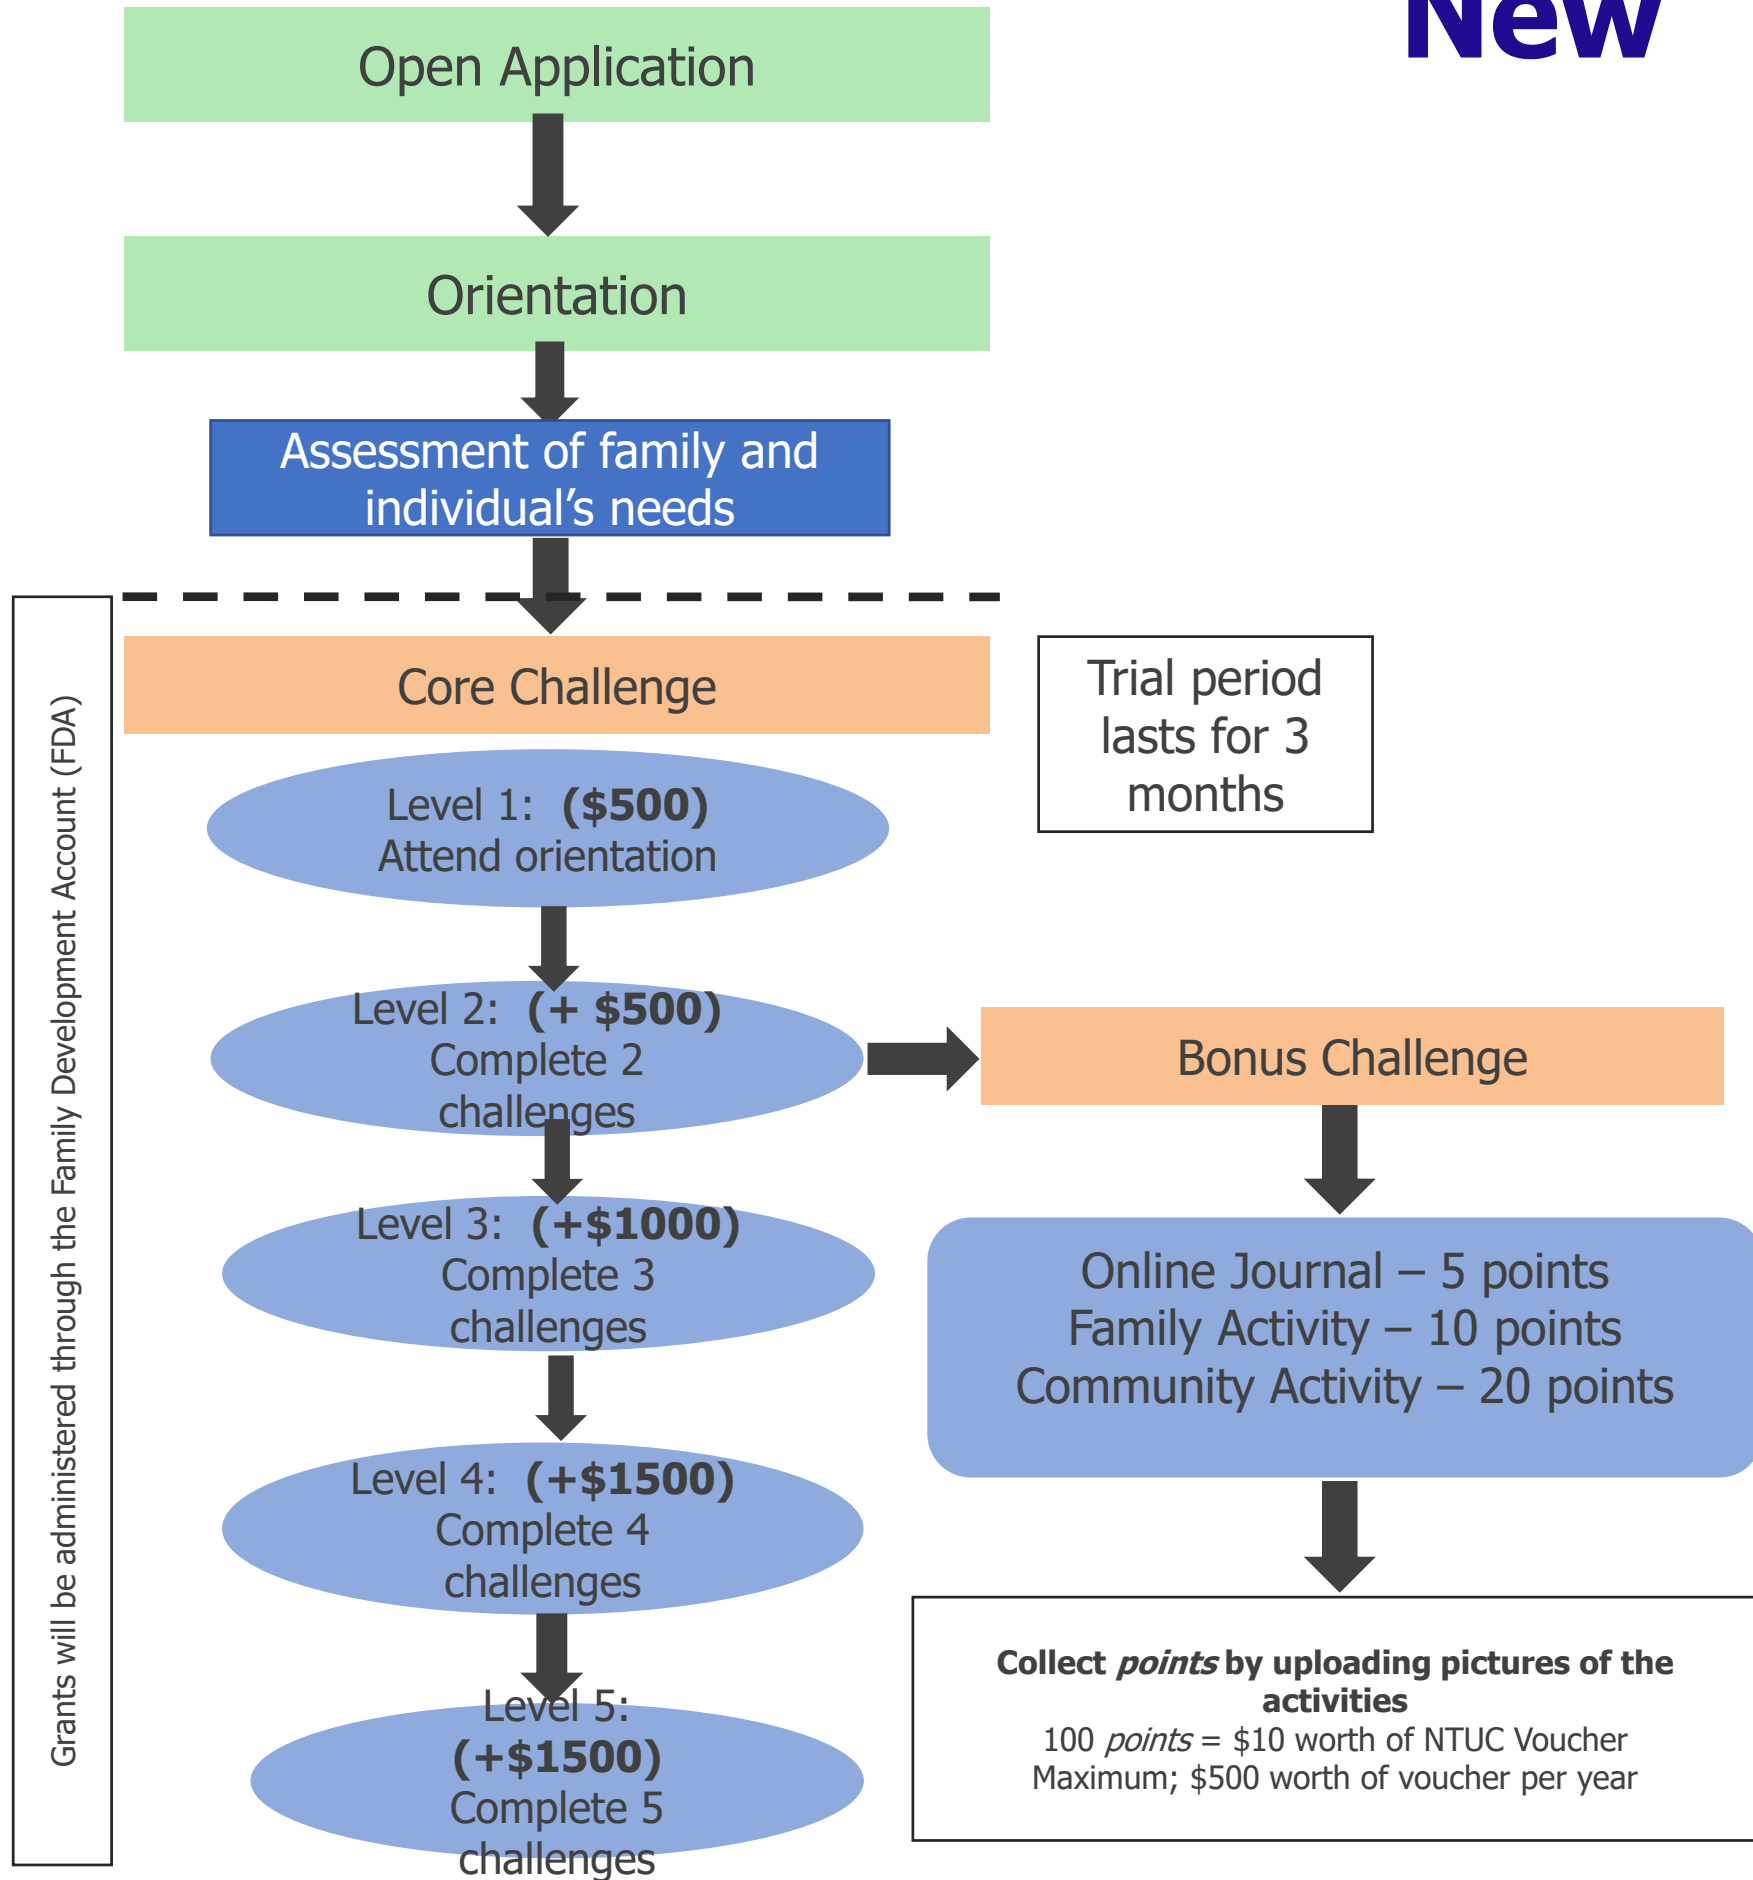 New
Open Application
Orientation
Assessment of family and
individual’s needs
Grants will be administered through the Family Development Account (FDA)
Core Challenge
Trial period
lasts for 3
months
Level 1:  ($500)
Attend orientation
Level 2:  (+ $500)
Complete 2
challenges
Bonus Challenge
Level 3:  (+$1000)
Complete 3
challenges
Online Journal – 5 points
Family Activity – 10 points
Community Activity – 20 points
Level 4:  (+$1500)
Complete 4
challenges
Level 5:
(+$1500)
Complete 5
challenges
Collect points by uploading pictures of the
activities
100 points = $10 worth of NTUC Voucher
Maximum; $500 worth of voucher per year